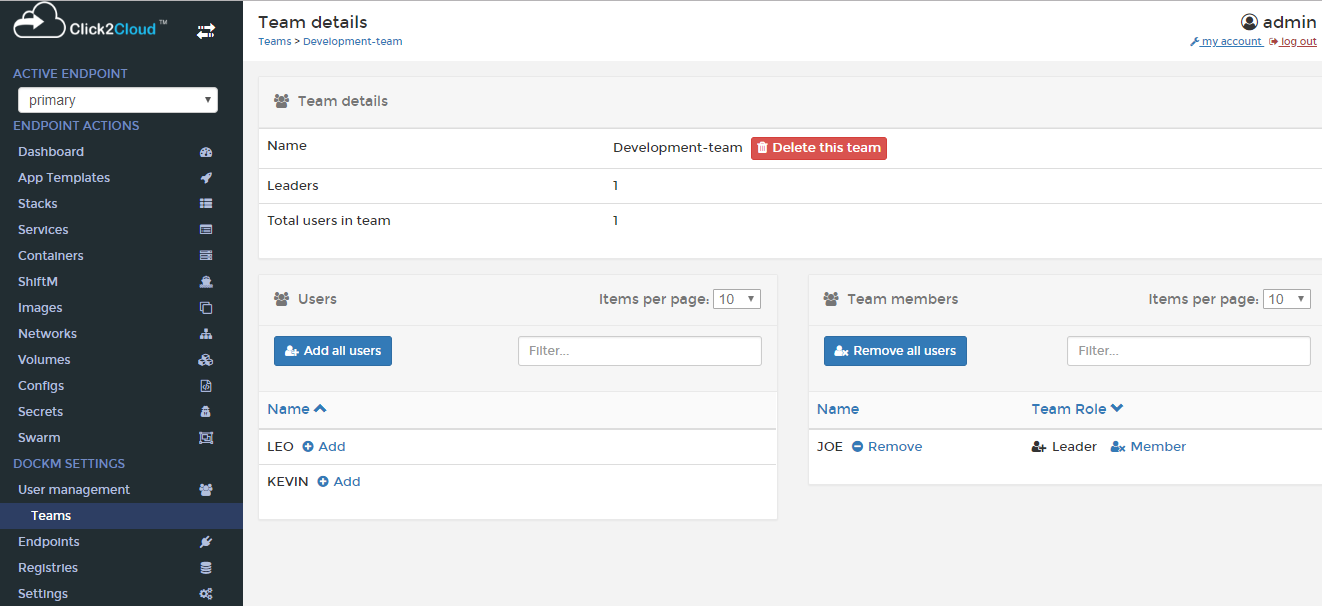 Click2Cloud ™
ACTIVE ENDPOINT
primary
ENDPOINT ACTIONS
Dashboard
App Templates
Stacks
Services
Containers
ShiftM
Images
Networks
Volumes
Configs
Secrets
Swarm
DOCKM SETTINGS
User management
Teams
Endpoints
Registries
Settings
Team details
Teams > Development-team
admin
my account log out
Team details
Name Development-team Delete this team
Leaders 1
Total users in team 1
Users Items per page: 10
Add all users Filter...
Name
LEO Add
KEVIN Add
Team members Items per page: 10
Remove all users Filter...
Name Team Role
JOE Remove Leader Member